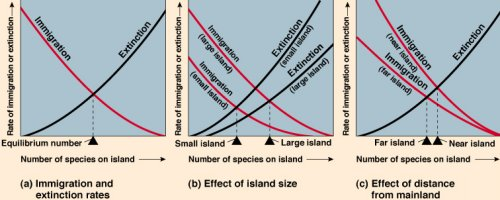 Rate of immigration or extinction
Immigration
Extinction
Equilibrium number
Number of species on island
(a) Immigration and
extinction rates
Rate of immigration or extinction
Immigration
(large island)
Immigration
(small island)
Extinction
(small island)
Extinction
(large island)
Small island
Large island
Number of species on island
(b) Effect of island size
Rate of immigration or extinction
Immigration
(near island)
Immigration
(far island)
Extinction
Far island
Near island
Number of species on island
(c) Effect of distance
from mainland